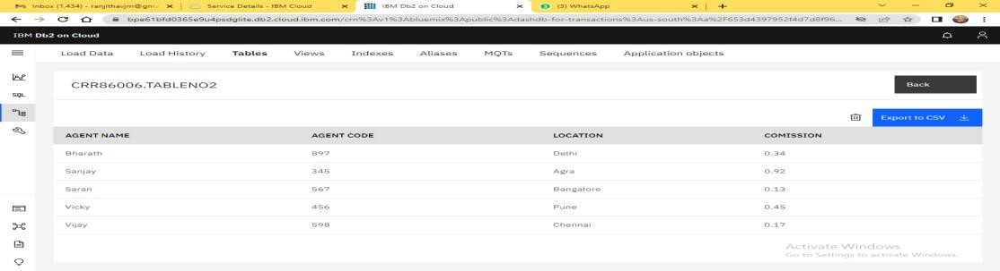 Inbox (1,434) - ranjithavjm@gma
Service Details - IBM Cloud
IBM Db2 on Cloud
(3) WhatsApp
bpe61bfd0365e9u4psdglite.db2.cloud.ibm.com/crn%3Av1%3Abluemix%3Apublic%3Adashdb-for-transactions%3Aus-south%3Aa%2F653d4397952f4d7d8f96...
IBM Db2 on Cloud
Load Data Load History Tables Views Indexes Aliases MQTs Sequences Application objects
SQL
CRR86006.TABLENO2 Back
Export to CSV
AGENT NAME AGENT CODE LOCATION COMISSION
Bharath 897 Delhi 0.34
Sanjay 345 Agra 0.92
Saran 567 Bangalore 0.13
Vicky 456 Pune 0.45
Vijay 598 Chennai 0.17
Activate Windows
Go to Settings to activate Windows.